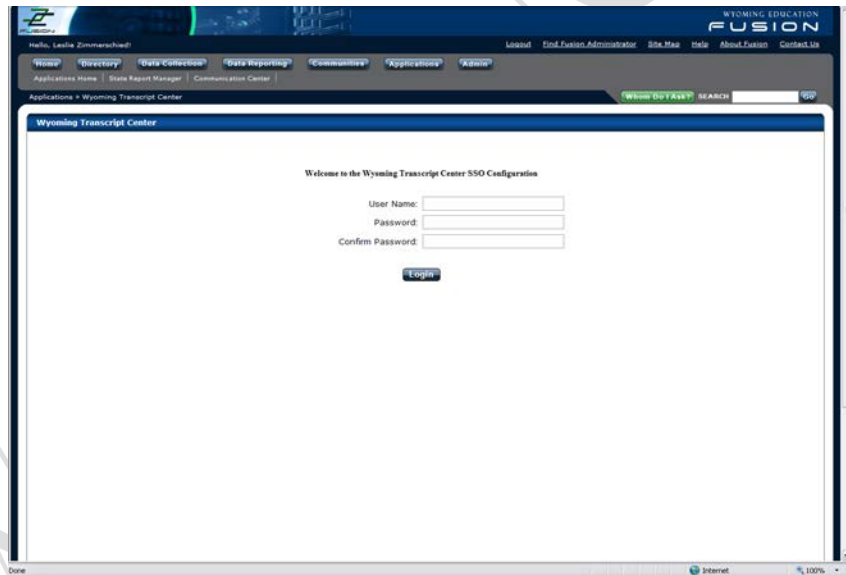 FUSION
WYOMING EDUCATION
FUSION
Hello, Leslie Zimmerschied!
Logout Find Fusion Administrator Site Map Help About Fusion Contact Us
Home Directory Data Collection Data Reporting Communities Applications Admin
Applications Home | State Report Manager | Communication Center |
Applications > Wyoming Transcript Center
Whom Do I Ask? SEARCH Go
Wyoming Transcript Center
Welcome to the Wyoming Transcript Center SSO Configuration
User Name:
Password:
Confirm Password:
Login
Done Internet 100%